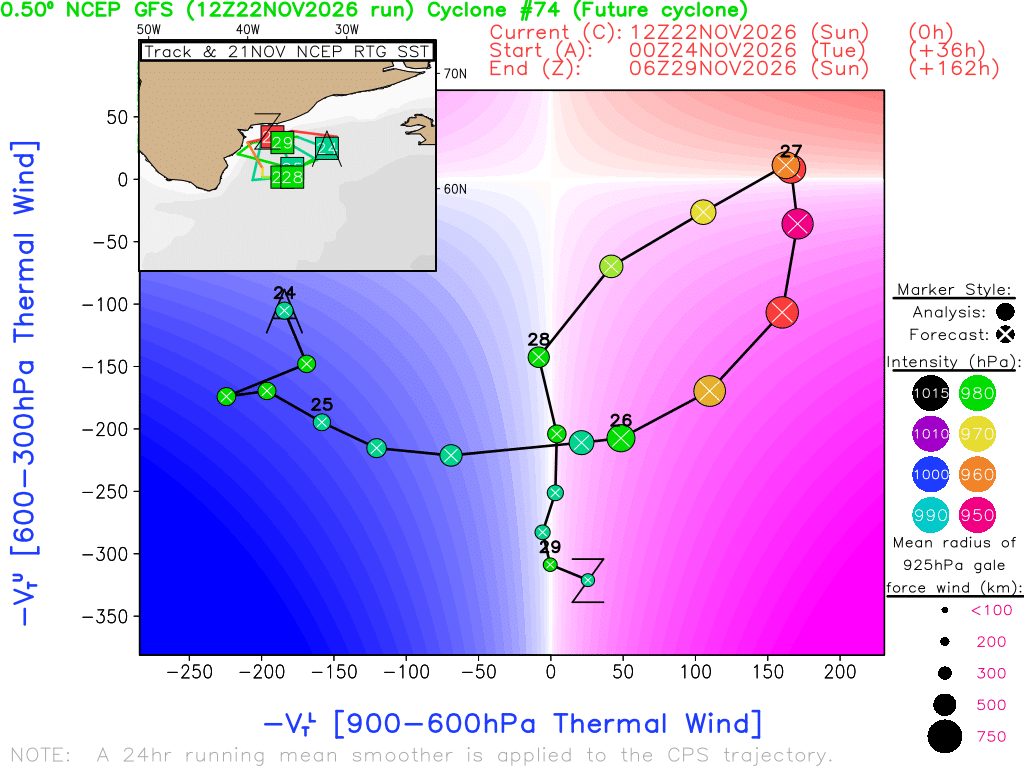 0.50° NCEP GFS (12Z22NOV2026 run) Cyclone #74 (Future cyclone)
Current (C): 12Z22NOV2026 (Sun) (0h)
Start (A): 00Z24NOV2026 (Tue) (+36h)
End (Z): 06Z29NOV2026 (Sun) (+162h)
50W 40W 30W
Track & 21NOV NCEP RTG SST
70N
60N
29
28
50
0
−50
−100
−150
−200
−250
−300
−350
−VTU [600−300hPa Thermal Wind]
24
A
25
26
27
28
29
Z
−250 −200 −150 −100 −50 0 50 100 150 200
−VTL [900−600hPa Thermal Wind]
Marker Style:
Analysis:
Forecast:
Intensity (hPa):
1015 980
1010 970
1000 960
990 950
Mean radius of
925hPa gale
force wind (km):
<100
200
300
500
750
NOTE: A 24hr running mean smoother is applied to the CPS trajectory.